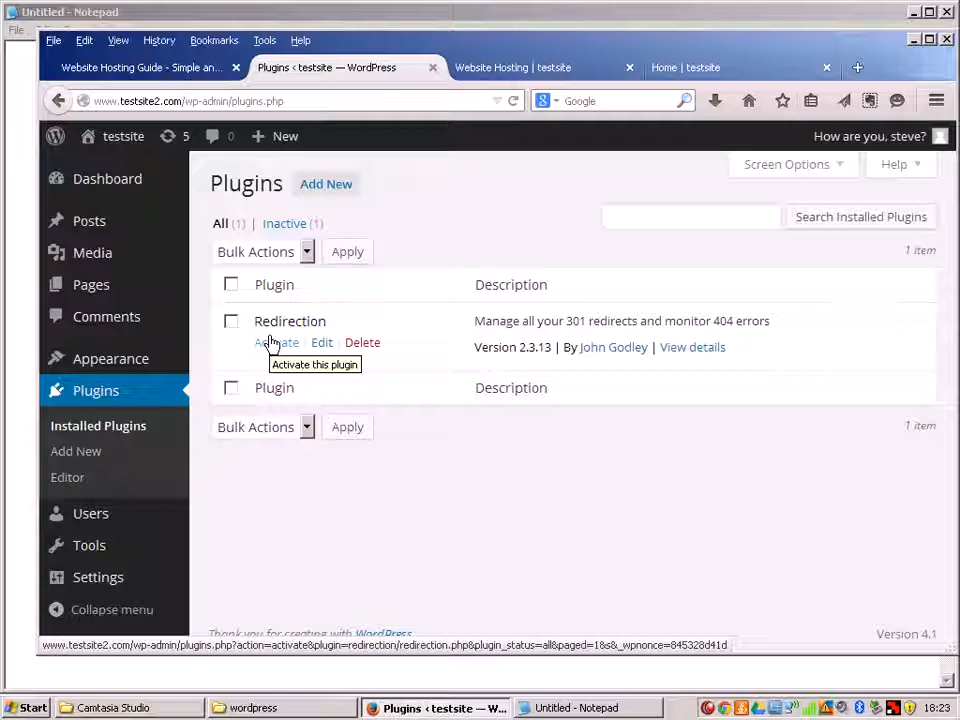 Untitled - Notepad
File
File Edit View History Bookmarks Tools Help
Website Hosting Guide - Simple an... Plugins ‹ testsite — WordPress Website Hosting | testsite Home | testsite
www.testsite2.com/wp-admin/plugins.php Google
testsite 5 0 New How are you, steve?
Screen Options Help
Dashboard
Posts
Media
Pages
Comments
Appearance
Plugins
Installed Plugins
Add New
Editor
Users
Tools
Settings
Collapse menu
Plugins Add New
All (1) | Inactive (1)
Search Installed Plugins
Bulk Actions Apply 1 item
Plugin Description
Redirection Manage all your 301 redirects and monitor 404 errors
Activate | Edit | Delete Version 2.3.13 | By John Godley | View details
Activate this plugin
Plugin Description
Bulk Actions Apply 1 item
Thank you for creating with WordPress Version 4.1
www.testsite2.com/wp-admin/plugins.php?action=activate&plugin=redirection/redirection.php&plugin_status=all&paged=1&s&_wpnonce=845328d41d
Start Camtasia Studio wordpress Plugins ‹ testsite — W... Untitled - Notepad 18:23